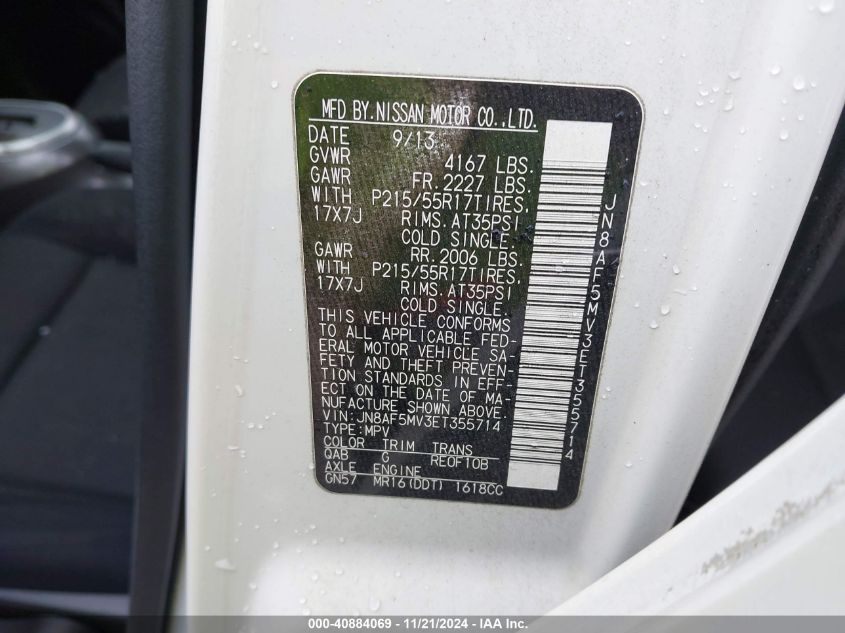 MFD BY.NISSAN MOTOR CO.,LTD.
DATE 9/13
GVWR 4167 LBS.
GAWR FR.2227 LBS.
WITH P215/55R17TIRES,
17X7J RIMS.AT35PSI
COLD SINGLE.
GAWR RR.2006 LBS.
WITH P215/55R17TIRES,
17X7J RIMS.AT35PSI
COLD SINGLE.
THIS VEHICLE CONFORMS
TO ALL APPLICABLE FED-
ERAL MOTOR VEHICLE SA-
FETY AND THEFT PREVEN-
TION STANDARDS IN EFF-
ECT ON THE DATE OF MA-
NUFACTURE SHOWN ABOVE.
VIN:JN8AF5MV3ET355714
TYPE:MPV
COLOR TRIM TRANS
QAB G RE0F10B
AXLE ENGINE
GN57 MR16(DDT) 1618CC
JN8AF5MV3ET355714
000-40884069 - 11/21/2024 - IAA Inc.